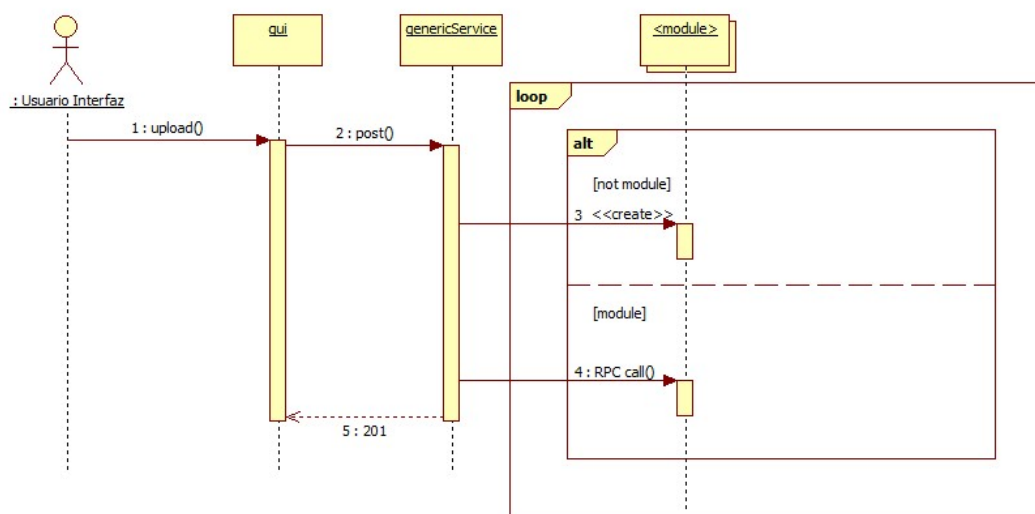 gui
genericService
<module>
: Usuario Interfaz
loop
1 : upload()
2 : post()
alt
[not module]
3 <<create>>
[module]
4 : RPC call()
5 : 201